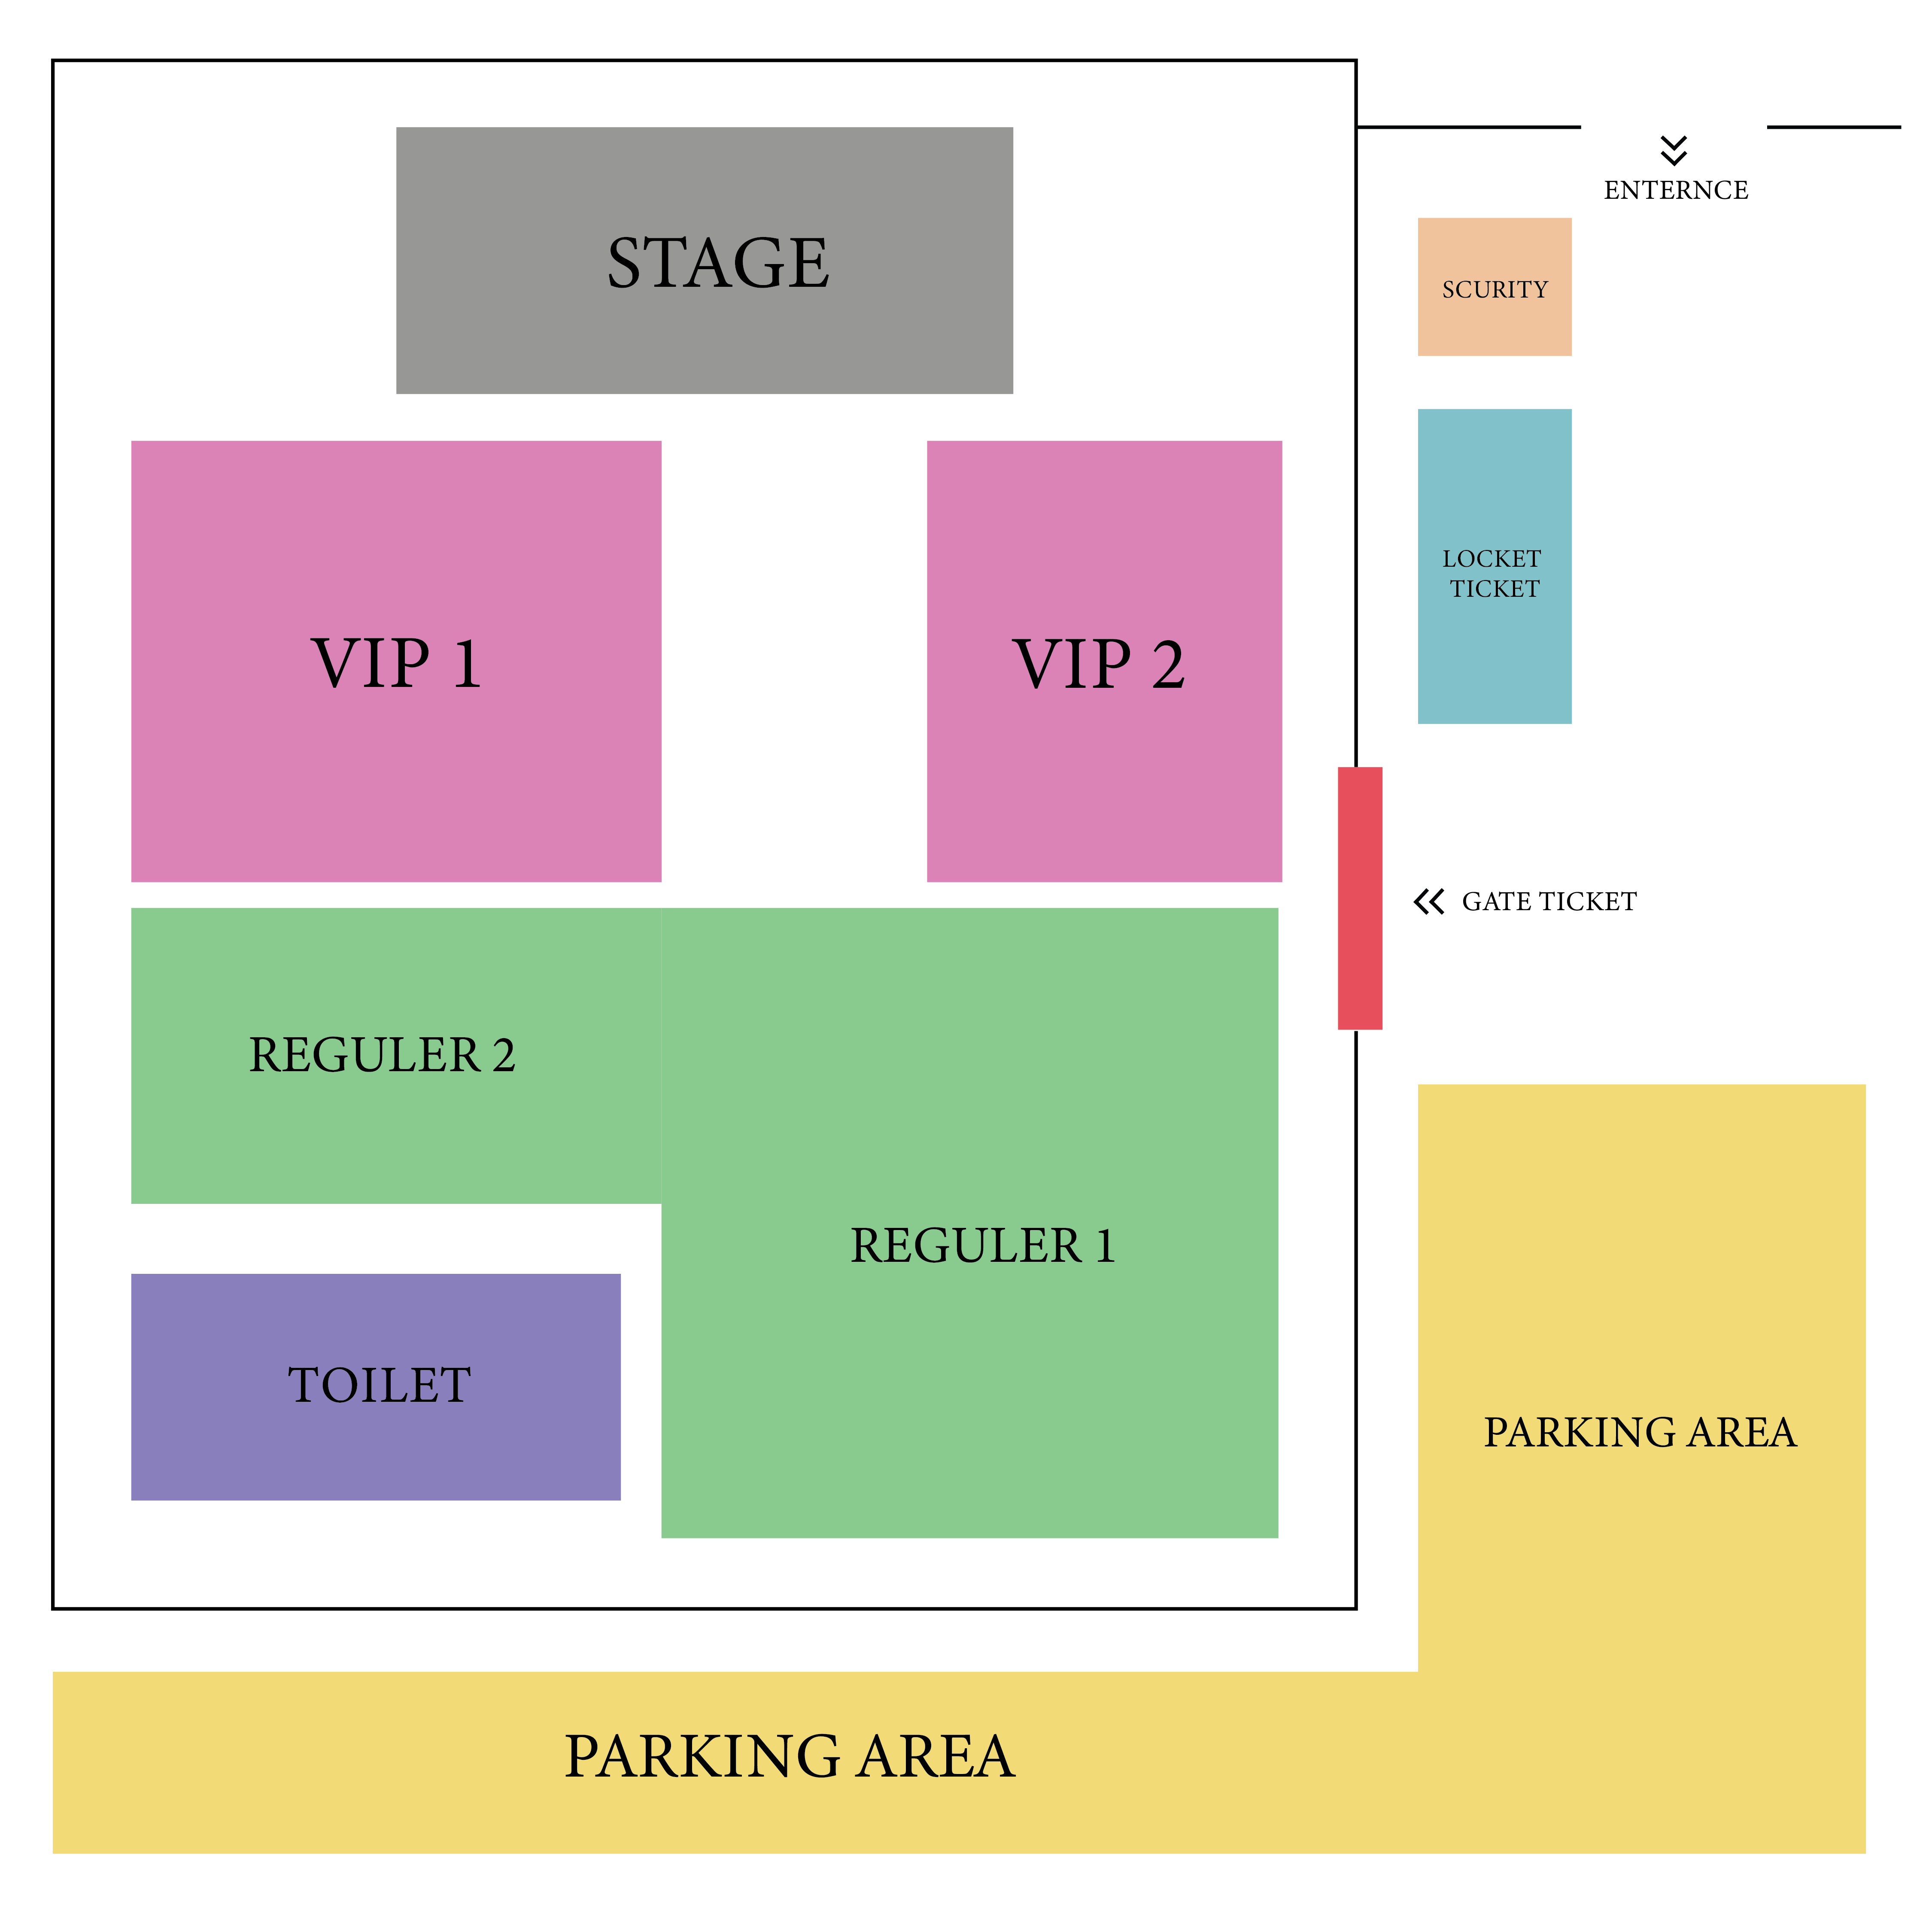 STAGE
ENTERNCE
SCURITY
LOCKET
TICKET
VIP 1
VIP 2
GATE TICKET
REGULER 2
REGULER 1
TOILET
PARKING AREA
PARKING AREA